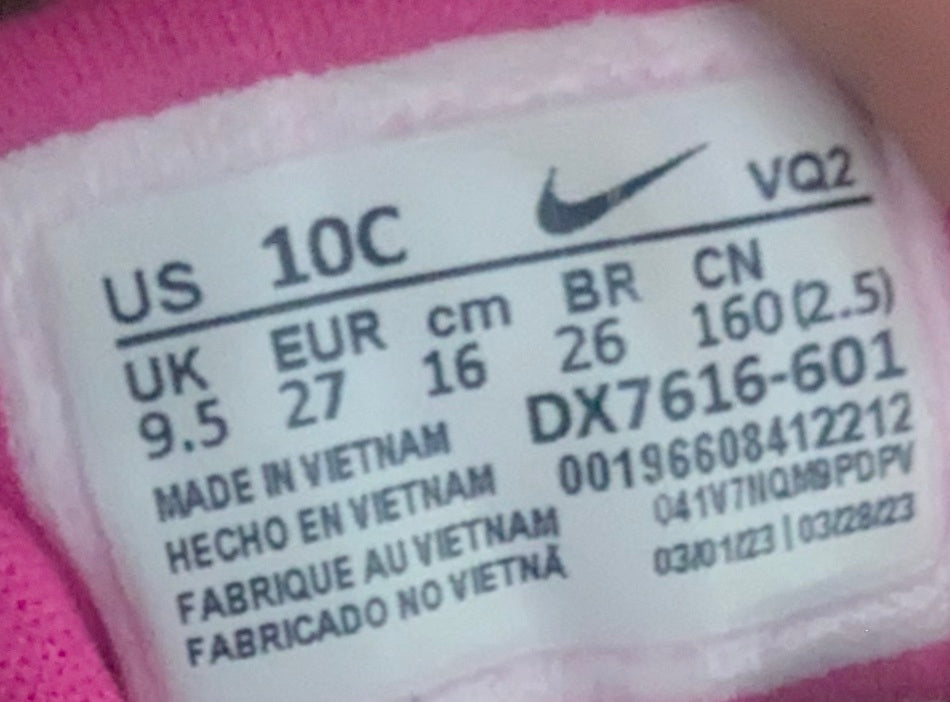 US 10C VQ2
UK EUR cm BR CN
9.5 27 16 26 160(2.5)
DX7616-601
MADE IN VIETNAM 00196608412212
HECHO EN VIETNAM
FABRIQUE AU VIETNAM 03/01/23 | 03/28/23
FABRICADO NO VIETNÃ